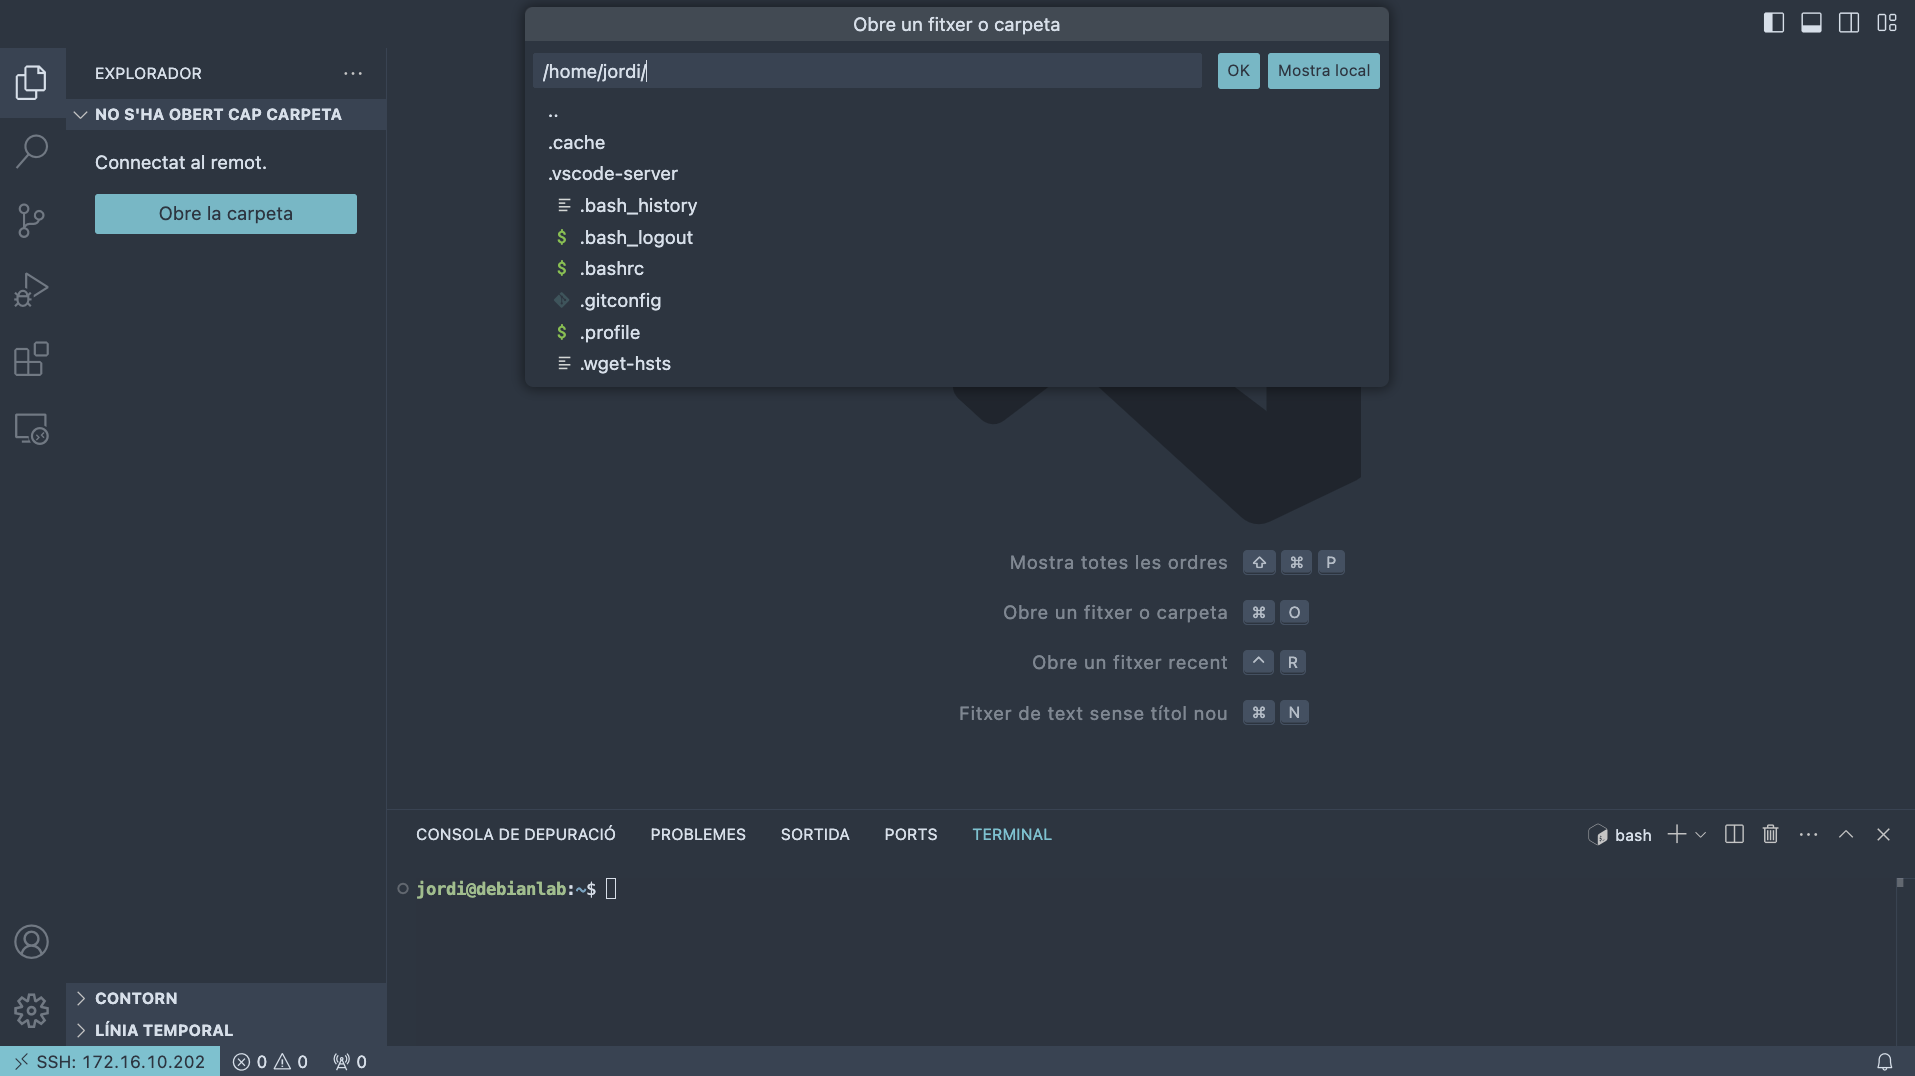 Obre un fitxer o carpeta
/home/jordi/
OK
Mostra local
..
.cache
.vscode-server
.bash_history
$ .bash_logout
$ .bashrc
.gitconfig
$ .profile
.wget-hsts
EXPLORADOR
NO S'HA OBERT CAP CARPETA
Connectat al remot.
Obre la carpeta
Mostra totes les ordres ⇧ ⌘ P
Obre un fitxer o carpeta ⌘ O
Obre un fitxer recent ^ R
Fitxer de text sense títol nou ⌘ N
CONSOLA DE DEPURACIÓ PROBLEMES SORTIDA PORTS TERMINAL
bash
jordi@debianlab:~$
CONTORN
LÍNIA TEMPORAL
SSH: 172.16.10.202 0 0 0